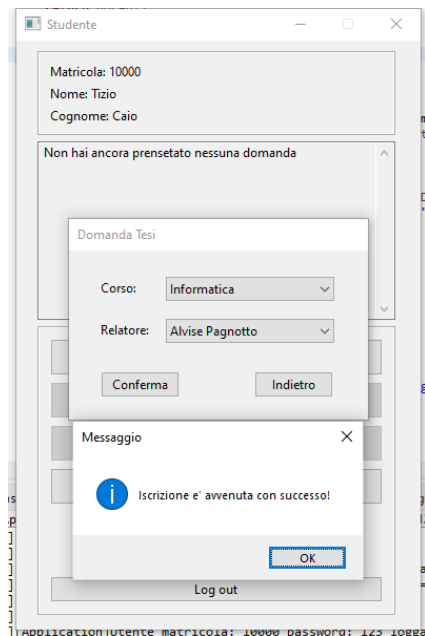 Studente
Matricola: 10000
Nome: Tizio
Cognome: Caio
Non hai ancora prensetato nessuna domanda
Domanda Tesi
Corso: Informatica
Relatore: Alvise Pagnotto
Conferma Indietro
Messaggio
Iscrizione e' avvenuta con successo!
OK
Log out
]|Application|Utente matricola: 10000 password: 123 logga